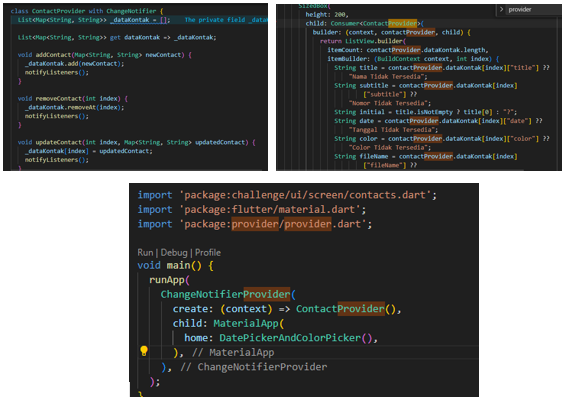 class ContactProvider with ChangeNotifier {
List<Map<String, String>> _dataKontak = [];    The private field _data
List<Map<String, String>> get dataKontak => _dataKontak;
void addContact(Map<String, String> newContact) {
_dataKontak.add(newContact);
notifyListeners();
}
void removeContact(int index) {
_dataKontak.removeAt(index);
notifyListeners();
}
void updateContact(int index, Map<String, String> updatedContact) {
_dataKontak[index] = updatedContact;
notifyListeners();
SizedBox(
height: 200,
child: Consumer<ContactProvider>(
builder: (context, contactProvider, child) {
return ListView.builder(
itemCount: contactProvider.dataKontak.length,
itemBuilder: (BuildContext context, int index) {
String title = contactProvider.dataKontak[index]["title"] ??
"Nama Tidak Tersedia";
String subtitle = contactProvider.dataKontak[index]
["subtitle"] ??
"Nomor Tidak Tersedia";
String initial = title.isNotEmpty ? title[0] : "?";
String date = contactProvider.dataKontak[index]["date"] ??
"Tanggal Tidak Tersedia";
String color = contactProvider.dataKontak[index]["color"] ??
"Color Tidak Tersedia";
String fileName = contactProvider.dataKontak[index]
["fileName"] ??
provider
import 'package:challenge/ui/screen/contacts.dart';
import 'package:flutter/material.dart';
import 'package:provider/provider.dart';
Run | Debug | Profile
void main() {
runApp(
ChangeNotifierProvider(
create: (context) => ContactProvider(),
child: MaterialApp(
home: DatePickerAndColorPicker(),
), // MaterialApp
), // ChangeNotifierProvider
);
}